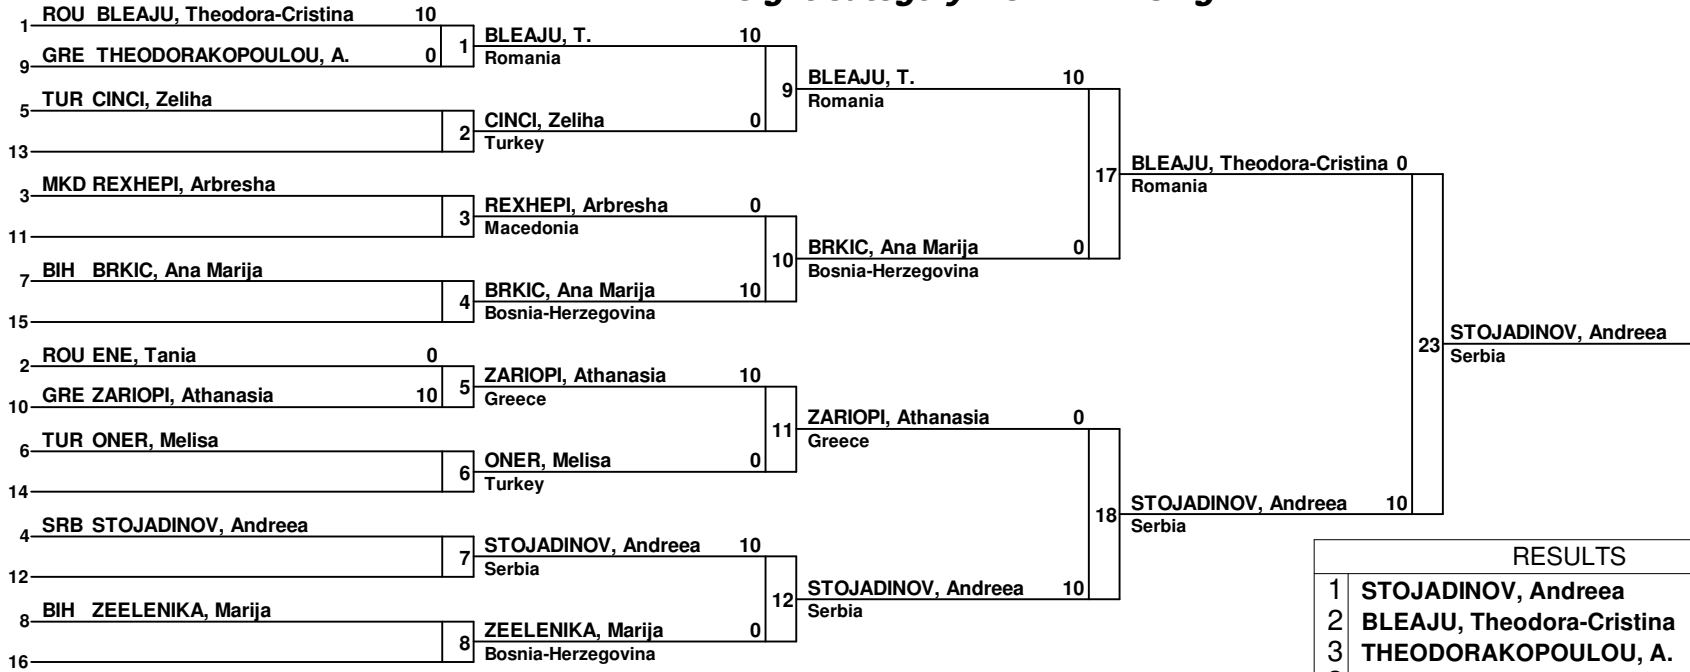 ROU BLEAJU, Theodora-Cristina 10
1
GRE THEODORAKOPOULOU, A. 0
9
1
BLEAJU, T. 10
Romania
TUR CINCI, Zeliha
5
13
2
CINCI, Zeliha 0
Turkey
9
BLEAJU, T. 10
Romania
MKD REXHEPI, Arbresha
3
11
3
REXHEPI, Arbresha 0
Macedonia
BIH BRKIC, Ana Marija
7
15
4
BRKIC, Ana Marija 10
Bosnia-Herzegovina
10
BRKIC, Ana Marija 0
Bosnia-Herzegovina
17
BLEAJU, Theodora-Cristina 0
Romania
ROU ENE, Tania 0
2
GRE ZARIOPI, Athanasia 10
10
5
ZARIOPI, Athanasia 10
Greece
TUR ONER, Melisa
6
14
6
ONER, Melisa 0
Turkey
11
ZARIOPI, Athanasia 0
Greece
SRB STOJADINOV, Andreea
4
12
7
STOJADINOV, Andreea 10
Serbia
BIH ZEELENIKA, Marija
8
16
8
ZEELENIKA, Marija 0
Bosnia-Herzegovina
12
STOJADINOV, Andreea 10
Serbia
18
STOJADINOV, Andreea 10
Serbia
23
STOJADINOV, Andreea
Serbia
RESULTS
1 STOJADINOV, Andreea
2 BLEAJU, Theodora-Cristina
3 THEODORAKOPOULOU, A.